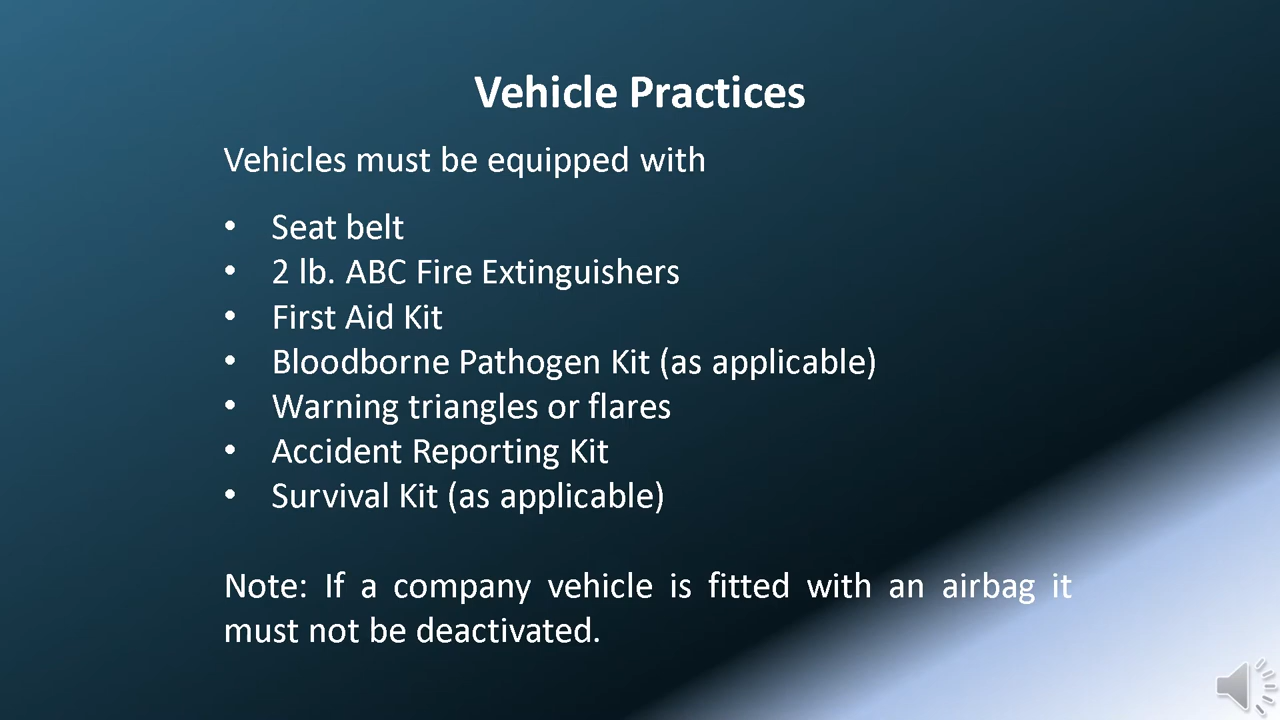 Vehicle Practices
Vehicles must be equipped with
• Seat belt
• 2 lb. ABC Fire Extinguishers
• First Aid Kit
• Bloodborne Pathogen Kit (as applicable)
• Warning triangles or flares
• Accident Reporting Kit
• Survival Kit (as applicable)
Note: If a company vehicle is fitted with an airbag it
must not be deactivated.